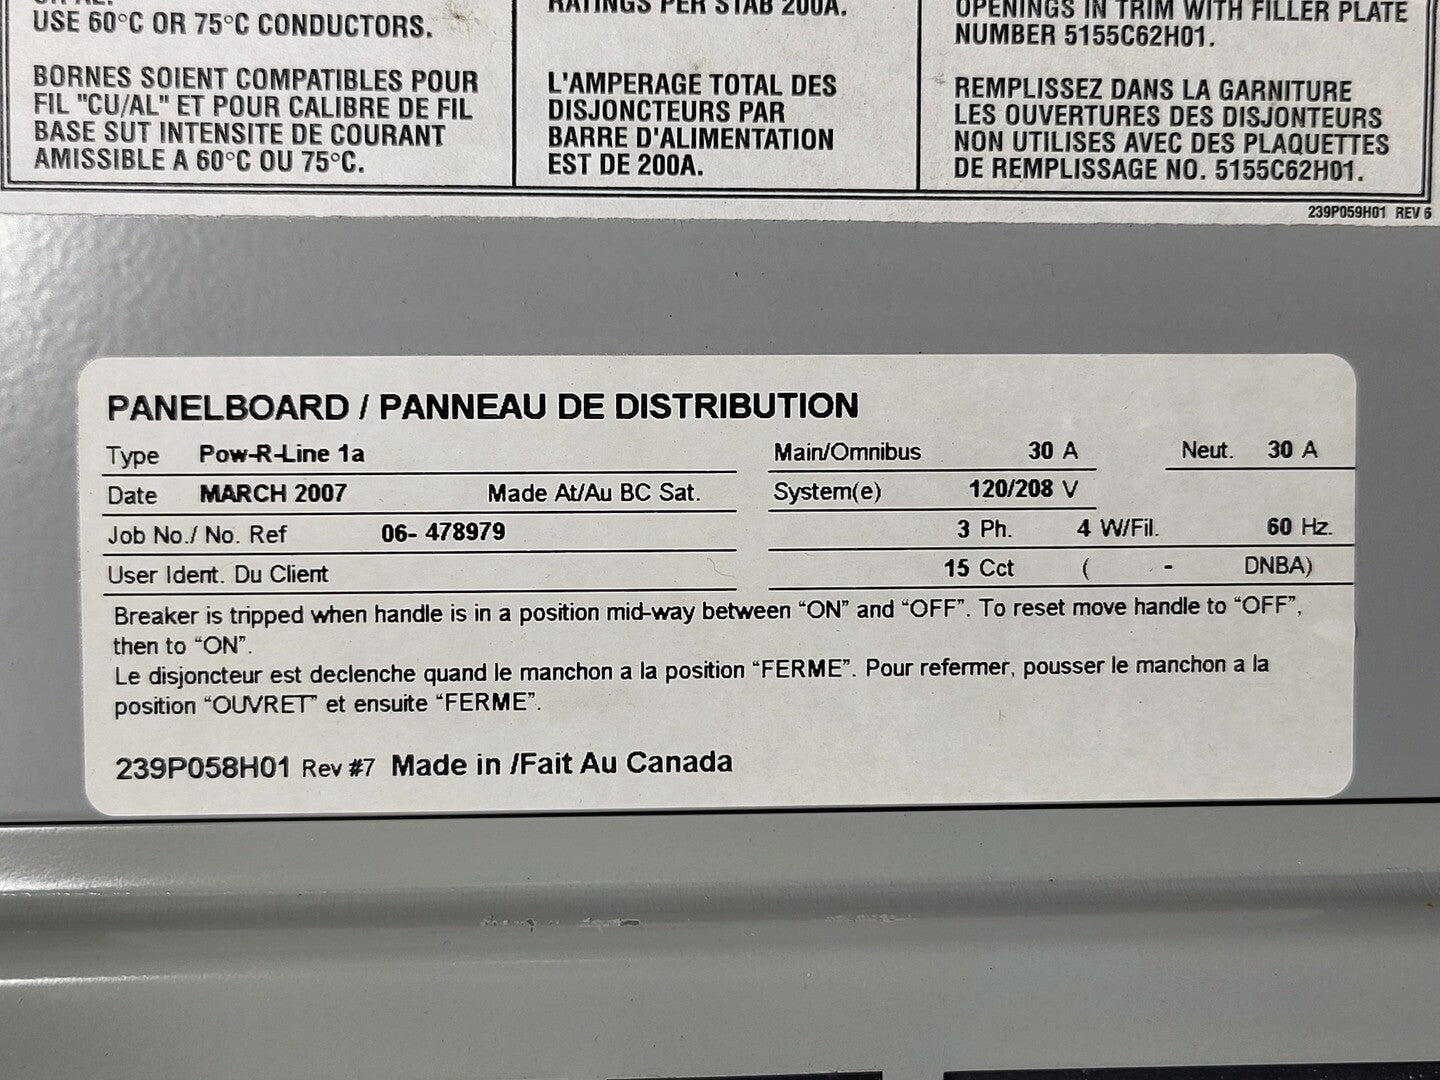 USE 60°C OR 75°C CONDUCTORS.
BORNES SOIENT COMPATIBLES POUR
FIL "CU/AL" ET POUR CALIBRE DE FIL
BASE SUT INTENSITE DE COURANT
AMISSIBLE A 60°C OU 75°C.
RATINGS PER STAB 200A.
L'AMPERAGE TOTAL DES
DISJONCTEURS PAR
BARRE D'ALIMENTATION
EST DE 200A.
OPENINGS IN TRIM WITH FILLER PLATE
NUMBER 5155C62H01.
REMPLISSEZ DANS LA GARNITURE
LES OUVERTURES DES DISJONTEURS
NON UTILISES AVEC DES PLAQUETTES
DE REMPLISSAGE NO. 5155C62H01.
239P059H01 REV 6
PANELBOARD / PANNEAU DE DISTRIBUTION
Type Pow-R-Line 1a Main/Omnibus 30 A Neut. 30 A
Date MARCH 2007 Made At/Au BC Sat. System(e) 120/208 V
Job No./ No. Ref 06- 478979 3 Ph. 4 W/Fil. 60 Hz.
User Ident. Du Client 15 Cct ( - DNBA)
Breaker is tripped when handle is in a position mid-way between “ON” and “OFF”. To reset move handle to “OFF”,
then to “ON”.
Le disjoncteur est declenche quand le manchon a la position “FERME”. Pour refermer, pousser le manchon a la
position “OUVRET” et ensuite “FERME”.
239P058H01 Rev #7 Made in /Fait Au Canada